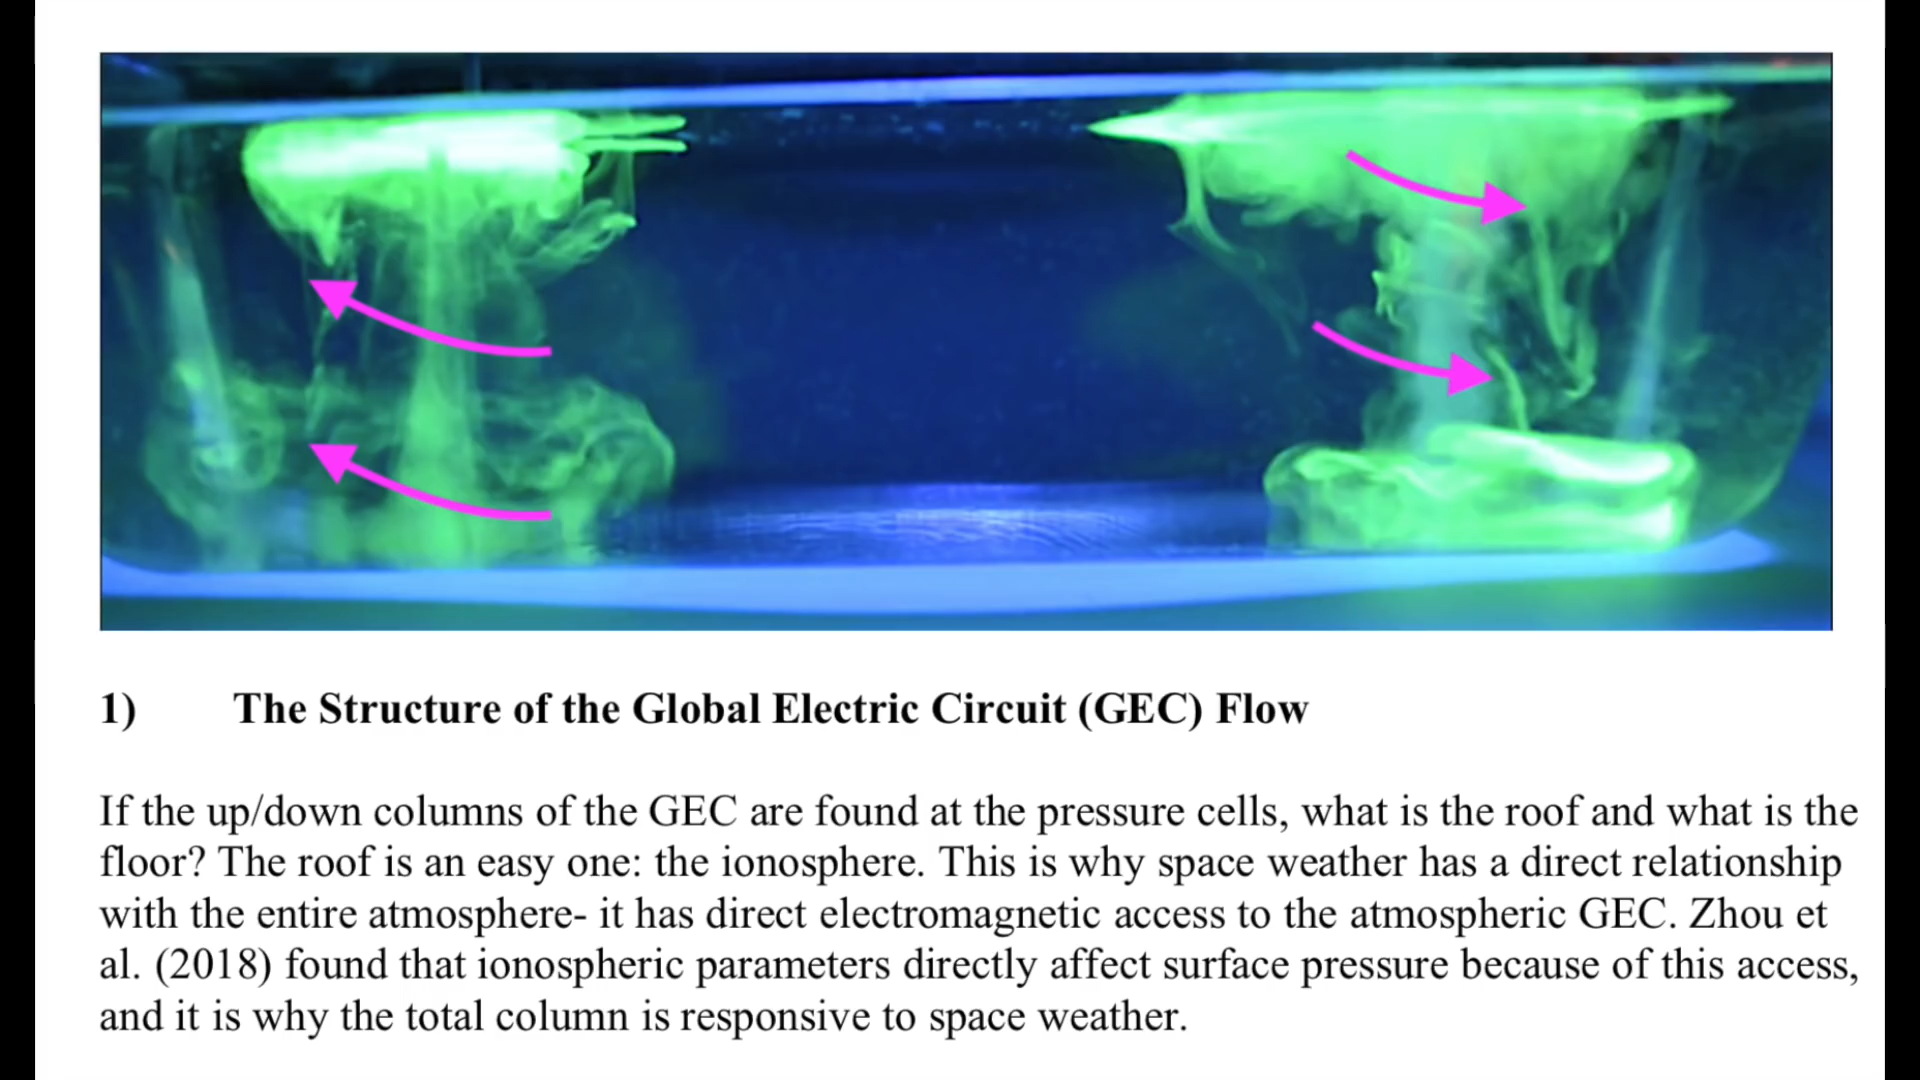 1) The Structure of the Global Electric Circuit (GEC) Flow
If the up/down columns of the GEC are found at the pressure cells, what is the roof and what is the
floor? The roof is an easy one: the ionosphere. This is why space weather has a direct relationship
with the entire atmosphere- it has direct electromagnetic access to the atmospheric GEC. Zhou et
al. (2018) found that ionospheric parameters directly affect surface pressure because of this access,
and it is why the total column is responsive to space weather.